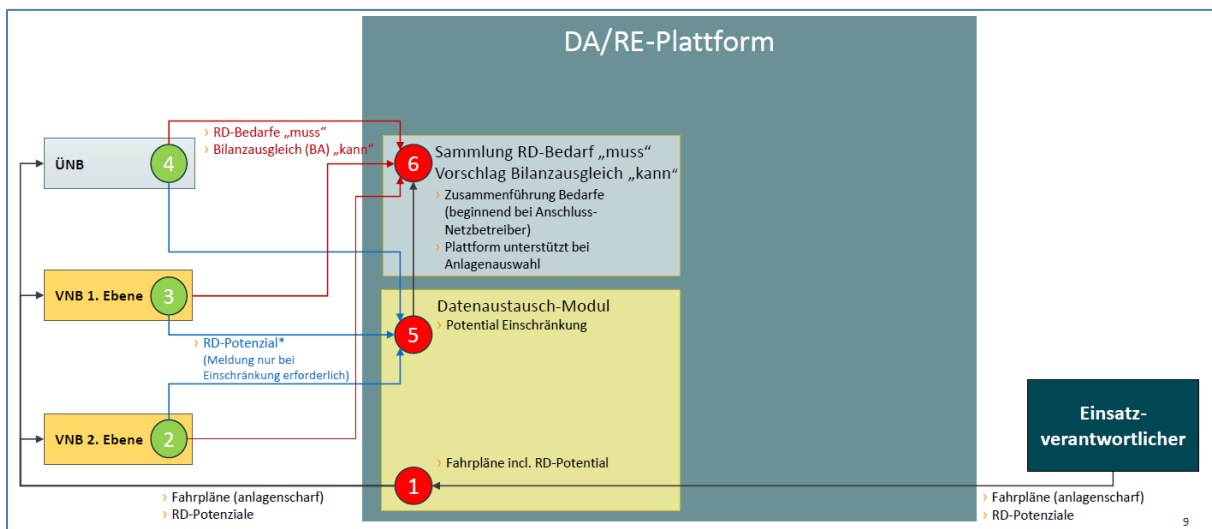 DA/RE-Plattform
› RD-Bedarfe „muss“
› Bilanzausgleich (BA) „kann“
ÜNB
4
6
Sammlung RD-Bedarf „muss“
Vorschlag Bilanzausgleich „kann“
› Zusammenführung Bedarfe
(beginnend bei Anschluss-
Netzbetreiber)
› Plattform unterstützt bei
Anlagenauswahl
VNB 1. Ebene
3
Datenaustausch-Modul
› Potential Einschränkung
5
› RD-Potenzial*
(Meldung nur bei
Einschränkung erforderlich)
VNB 2. Ebene
2
Einsatz-
verantwortlicher
› Fahrpläne incl. RD-Potential
1
› Fahrpläne (anlagenscharf)
› RD-Potenziale
› Fahrpläne (anlagenscharf)
› RD-Potenziale
9